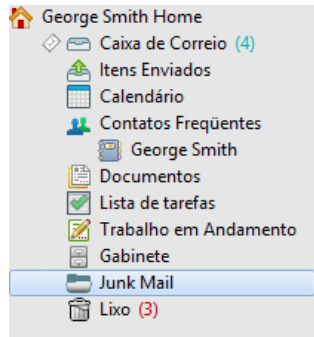 George Smith Home
Caixa de Correio (4)
Itens Enviados
Calendário
Contatos Freqüentes
George Smith
Documentos
Lista de tarefas
Trabalho em Andamento
Gabinete
Junk Mail
Lixo (3)